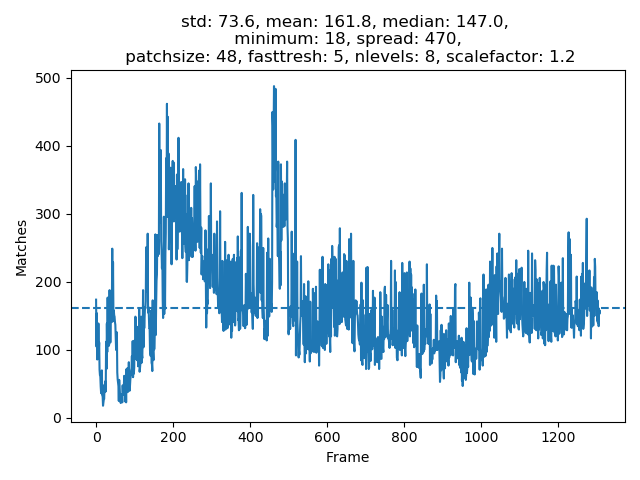 std: 73.6, mean: 161.8, median: 147.0,
minimum: 18, spread: 470,
patchsize: 48, fasttresh: 5, nlevels: 8, scalefactor: 1.2
500
400
300
200
100
0
Matches
0 200 400 600 800 1000 1200
Frame